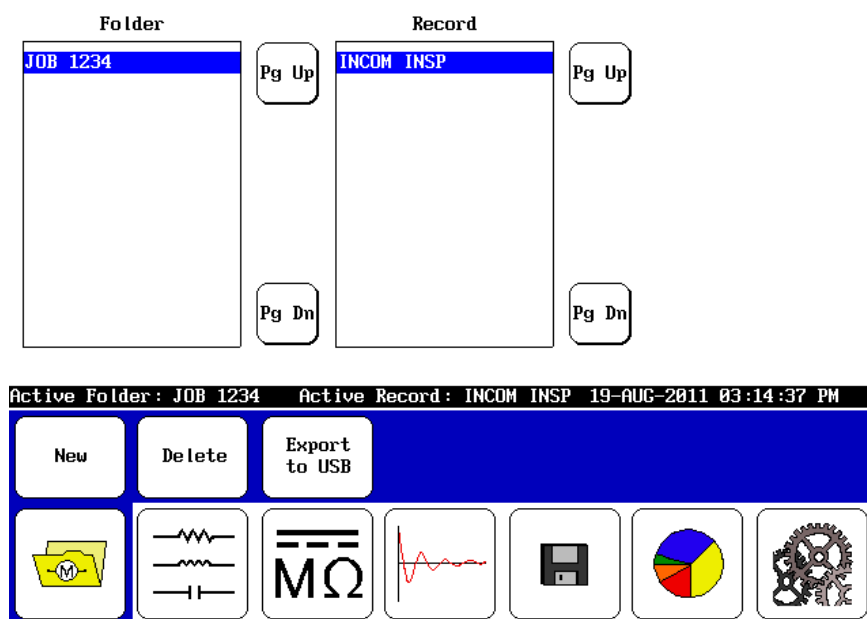 Folder
Record
JOB 1234
Pg Up
INCOM INSP
Pg Up
Pg Dn
Pg Dn
Active Folder: JOB 1234 Active Record: INCOM INSP 19-AUG-2011 03:14:37 PM
New
Delete
Export
to USB
M
MΩ